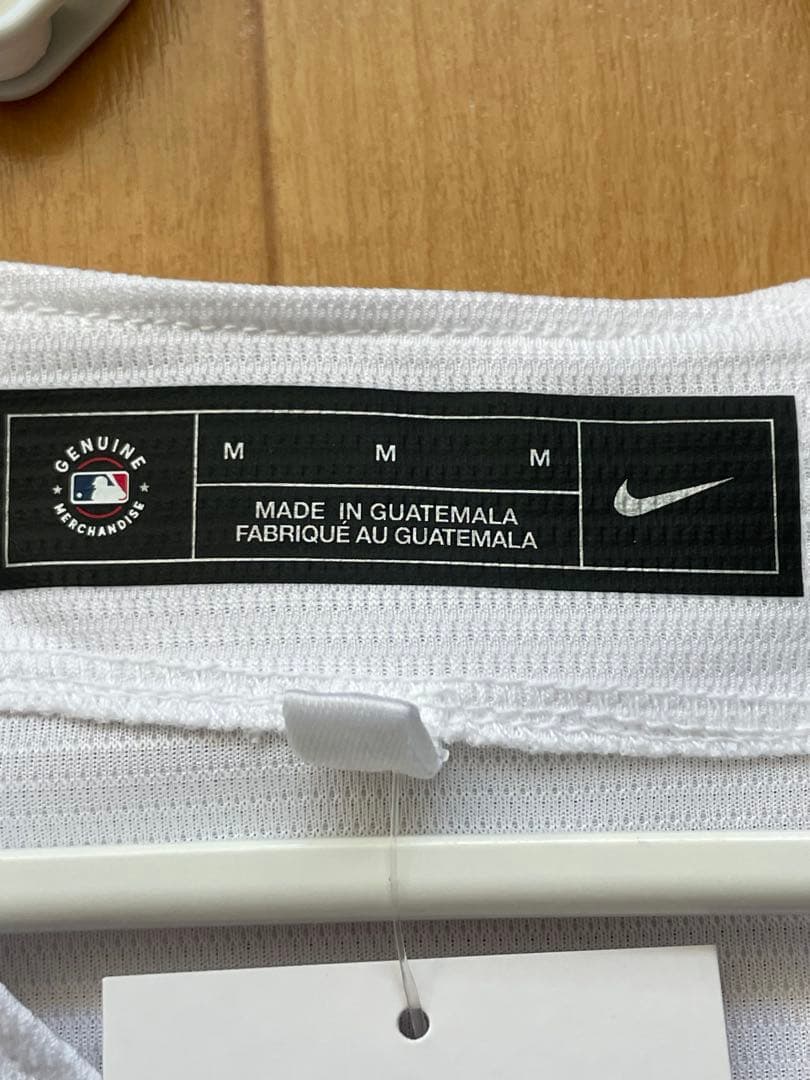 GENUINE
MERCHANDISE
M M M
MADE IN GUATEMALA
FABRIQUÉ AU GUATEMALA